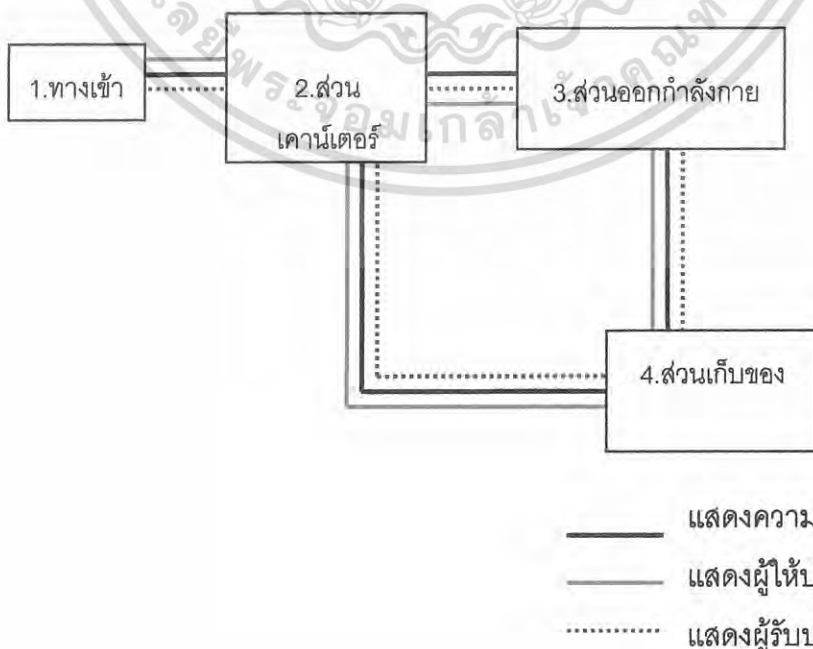 1.ทางเข้า
2.ส่วน
เคาน์เตอร์
3.ส่วนออกกำลังกาย
4.ส่วนเก็บของ
แสดงความ
แสดงผู้ให้บ
แสดงผู้รับบ